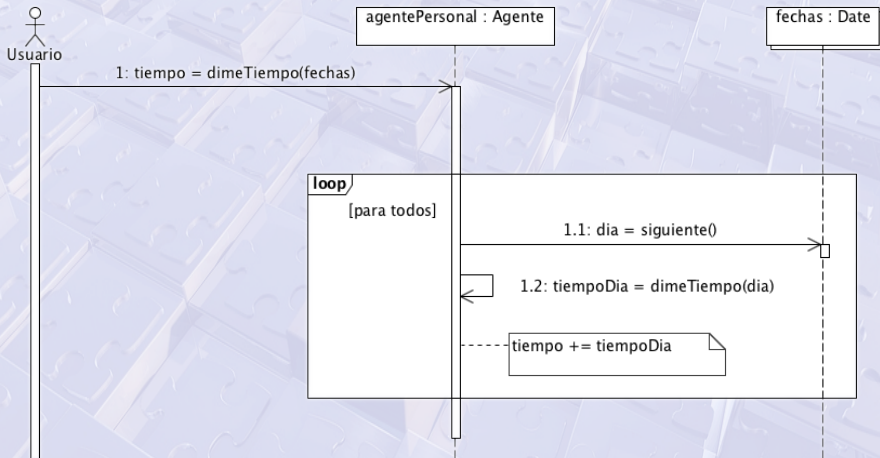 agentePersonal : Agente
fechas : Date
Usuario
1: tiempo = dimeTiempo(fechas)
loop
[para todos]
1.1: dia = siguiente()
1.2: tiempoDia = dimeTiempo(dia)
tiempo += tiempoDia